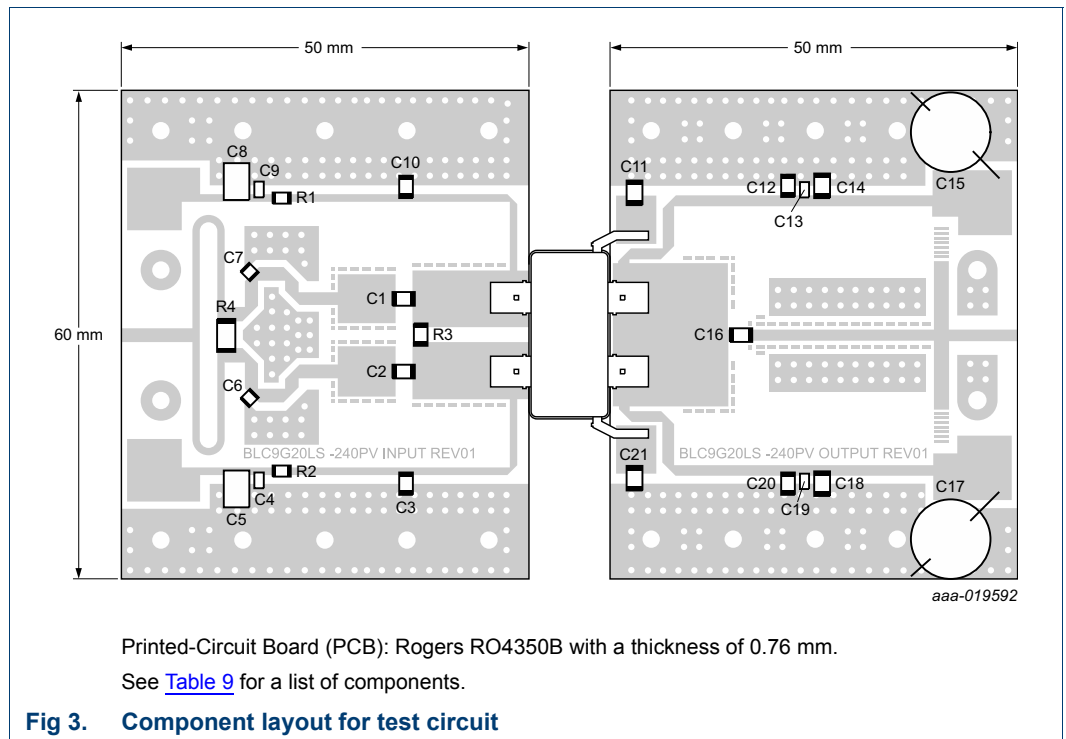 50 mm
50 mm
60 mm
C8
C9
R1
C10
C11
C12
C13
C14
C15
C7
R4
C1
R3
C16
C2
C6
BLC9G20LS -240PV INPUT REV01
BLC9G20LS -240PV OUTPUT REV01
R2
C5
C4
C3
C21
C20
C19
C18
C17
aaa-019592
Printed-Circuit Board (PCB): Rogers RO4350B with a thickness of 0.76 mm.
See Table 9 for a list of components.
Fig 3. Component layout for test circuit